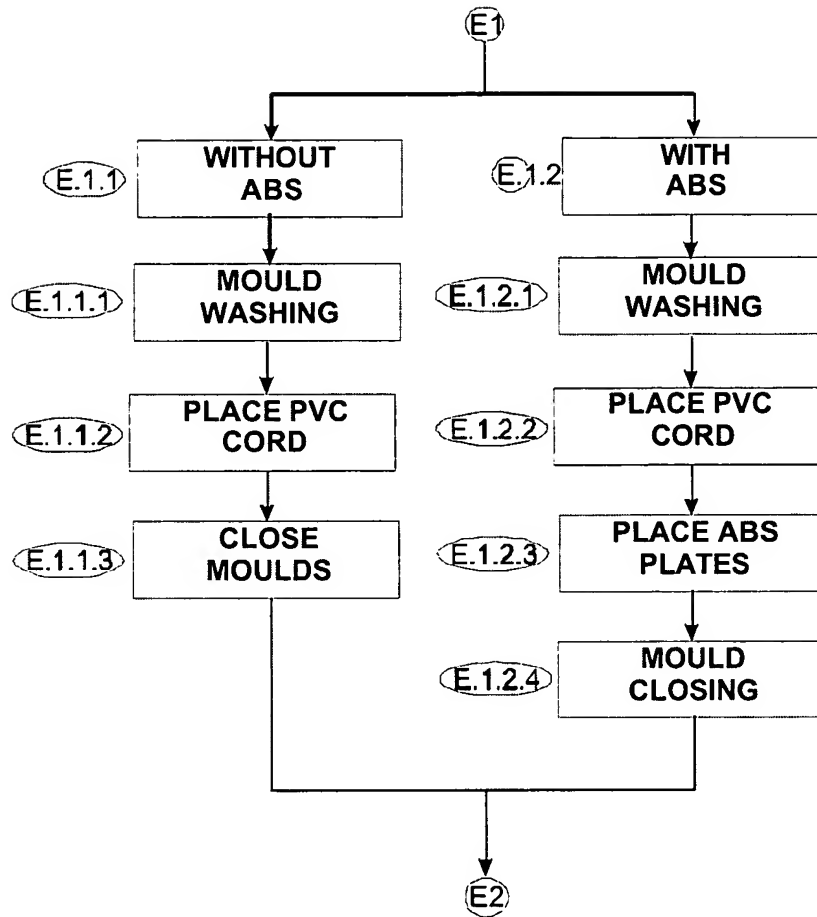 E1
E.1.1
WITHOUT
ABS
E.1.1.1
MOULD
WASHING
E.1.1.2
PLACE PVC
CORD
E.1.1.3
CLOSE
MOULDS
E.1.2
WITH
ABS
E.1.2.1
MOULD
WASHING
E.1.2.2
PLACE PVC
CORD
E.1.2.3
PLACE ABS
PLATES
E.1.2.4
MOULD
CLOSING
E2